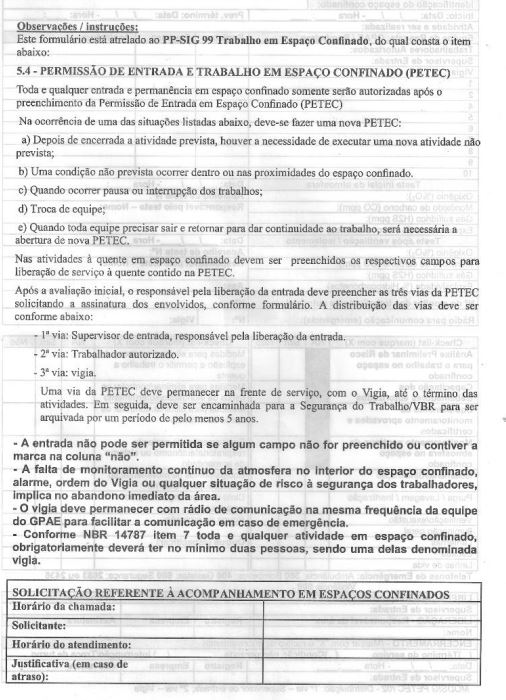 Observações / instruções:
Este formulário está atrelado ao PP-SIG 99 Trabalho em Espaço Confinado, do qual consta o item
abaixo:
5.4 - PERMISSÃO DE ENTRADA E TRABALHO EM ESPAÇO CONFINADO (PETEC)
Toda e qualquer entrada e permanência em espaço confinado somente serão autorizadas após o
preenchimento da Permissão de Entrada em Espaço Confinado (PETEC)
Na ocorrência de uma das situações listadas abaixo, deve-se fazer uma nova PETEC:
a) Depois de encerrada a atividade prevista, houver a necessidade de executar uma nova atividade não
prevista;
b) Uma condição não prevista ocorrer dentro ou nas proximidades do espaço confinado.
c) Quando ocorrer pausa ou interrupção dos trabalhos;
d) Troca de equipe;
e) Quando toda equipe precisar sair e retornar para dar continuidade ao trabalho, será necessária a
abertura de nova PETEC.
Nas atividades à quente em espaço confinado devem ser preenchidos os respectivos campos para
liberação de serviço à quente contido na PETEC.
Após a avaliação inicial, o responsável pela liberação da entrada deve preencher as três vias da PETEC
solicitando a assinatura dos envolvidos, conforme formulário. A distribuição das vias deve ser
conforme abaixo:
- 1ª via: Supervisor de entrada, responsável pela liberação da entrada.
- 2ª via: Trabalhador autorizado.
- 3ª via: vigia.
Uma via da PETEC deve permanecer na frente de serviço, com o Vigia, até o término das
atividades. Em seguida, deve ser encaminhada para a Segurança do Trabalho/VBR para ser
arquivada por um período de pelo menos 5 anos.
- A entrada não pode ser permitida se algum campo não for preenchido ou contiver a
marca na coluna "não".
- A falta de monitoramento contínuo da atmosfera no interior do espaço confinado,
alarme, ordem do Vigia ou qualquer situação de risco à segurança dos trabalhadores,
implica no abandono imediato da área.
- O vigia deve permanecer com rádio de comunicação na mesma frequência da equipe
do GPAE para facilitar a comunicação em caso de emergência.
- Conforme NBR 14787 item 7 toda e qualquer atividade em espaço confinado,
obrigatoriamente deverá ter no mínimo duas pessoas, sendo uma delas denominada
vigia.
SOLICITAÇÃO REFERENTE À ACOMPANHAMENTO EM ESPAÇOS CONFINADOS
Horário da chamada:
Solicitante:
Horário do atendimento:
Justificativa (em caso de
atraso):